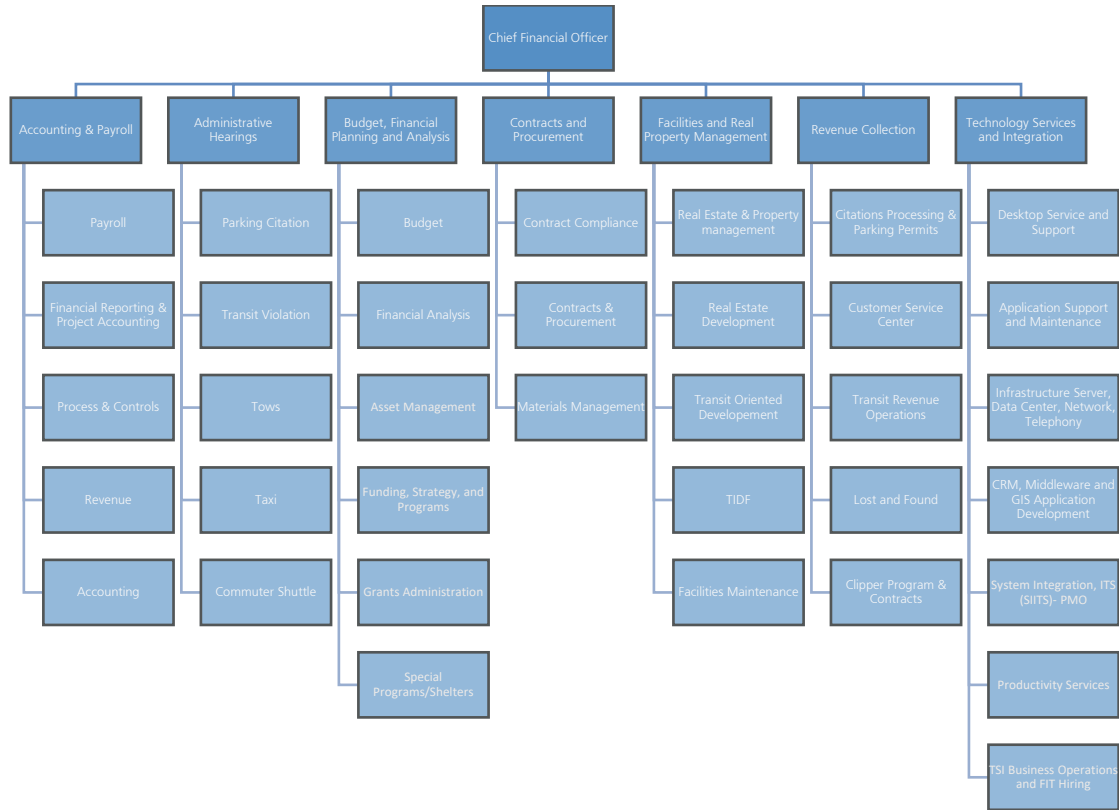 Chief Financial Officer
Accounting & Payroll
Administrative
Hearings
Budget, Financial
Planning and Analysis
Contracts and
Procurement
Facilities and Real
Property Management
Revenue Collection
Technology Services
and Integration
Payroll
Financial Reporting &
Project Accounting
Process & Controls
Revenue
Accounting
Parking Citation
Transit Violation
Tows
Taxi
Commuter Shuttle
Budget
Financial Analysis
Asset Management
Funding, Strategy, and
Programs
Grants Administration
Special
Programs/Shelters
Contract Compliance
Contracts &
Procurement
Materials Management
Real Estate & Property
management
Real Estate
Development
Transit Oriented
Developement
TIDF
Facilities Maintenance
Citations Processing &
Parking Permits
Customer Service
Center
Transit Revenue
Operations
Lost and Found
Clipper Program &
Contracts
Desktop Service and
Support
Application Support
and Maintenance
Infrastructure Server,
Data Center, Network,
Telephony
CRM, Middleware and
GIS Application
Development
System Integration, ITS
(SIITS)- PMO
Productivity Services
TSI Business Operations
and FIT Hiring